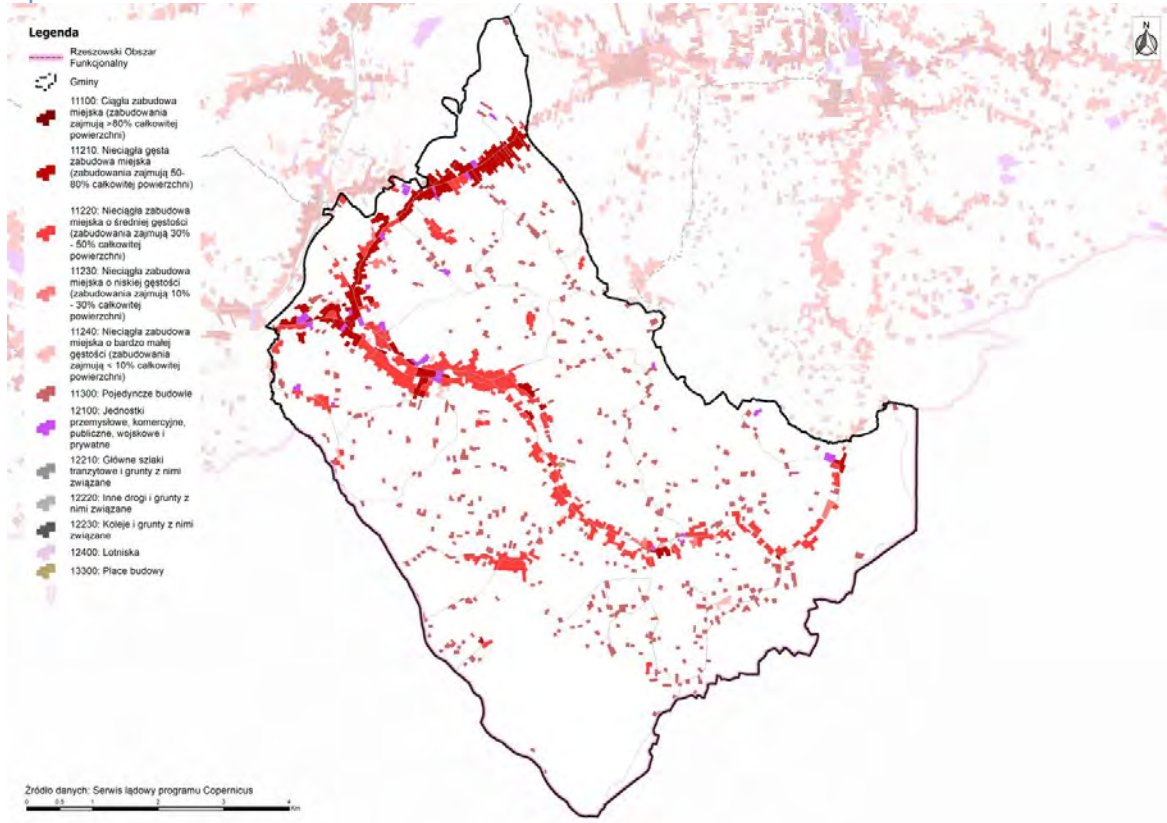 Legenda
Rzeszowski Obszar
Funkcjonalny
Gminy
11100: Ciągła zabudowa
miejska (zabudowania
zajmują >80% całkowitej
powierzchni)
11210: Nieciągła gęsta
zabudowa miejska
(zabudowania zajmują 50-
80% całkowitej powierzchni)
11220: Nieciągła zabudowa
miejska o średniej gęstości
(zabudowania zajmują 30%
- 50% całkowitej
powierzchni)
11230: Nieciągła zabudowa
miejska o niskiej gęstości
(zabudowania zajmują 10%
- 30% całkowitej
powierzchni)
11240: Nieciągła zabudowa
miejska o bardzo małej
gęstości (zabudowania
zajmują < 10% całkowitej
powierzchni)
11300: Pojedyncze budowle
12100: Jednostki
przemysłowe, komercyjne,
publiczne, wojskowe i
prywatne
12210: Główne szlaki
tranzytowe i grunty z nimi
związane
12220: Inne drogi i grunty z
nimi związane
12230: Koleje i grunty z nimi
związane
12400: Lotniska
13300: Place budowy
N
Źródło danych: Serwis lądowy programu Copernicus
0 0.5 1 2 3 4
Km